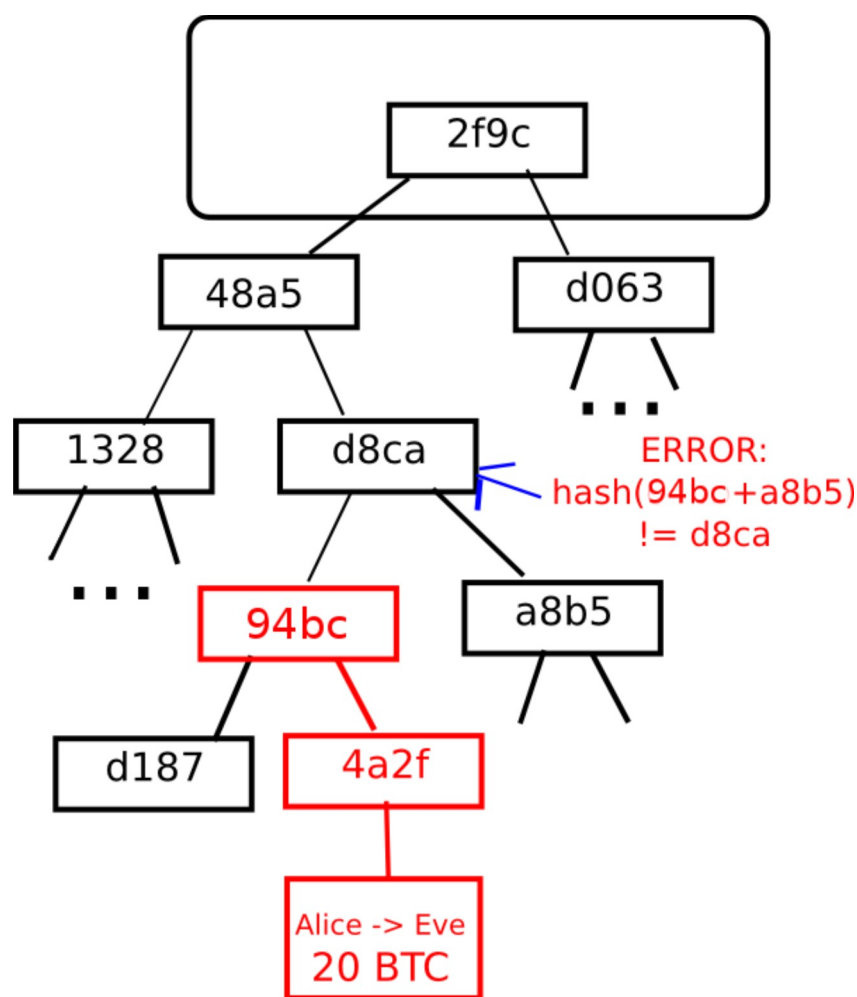 2f9c
48a5
d063
...
1328
d8ca
ERROR:
hash(94bc+a8b5)
!= d8ca
...
94bc
a8b5
d187
4a2f
Alice -> Eve
20 BTC